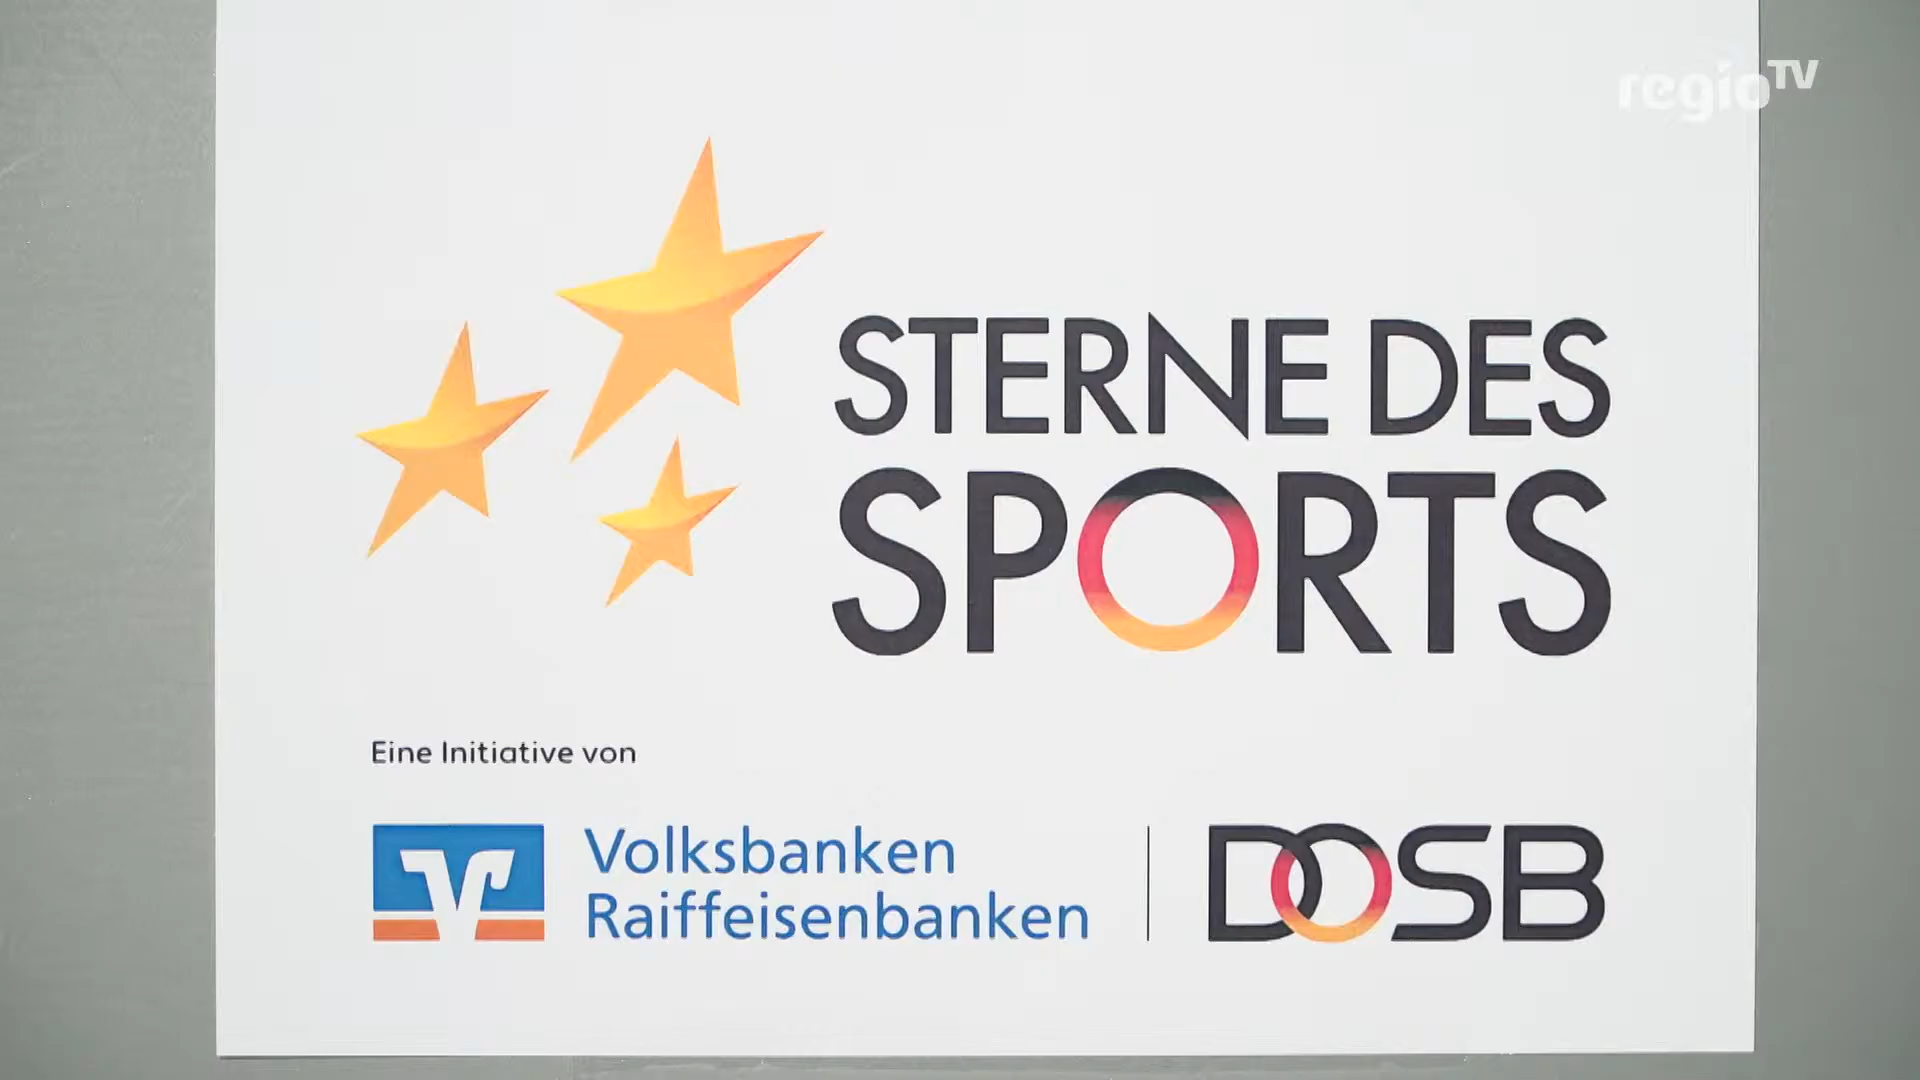 regioTV
STERNE DES
SPORTS
Eine Initiative von
Volksbanken
Raiffeisenbanken
DOSB